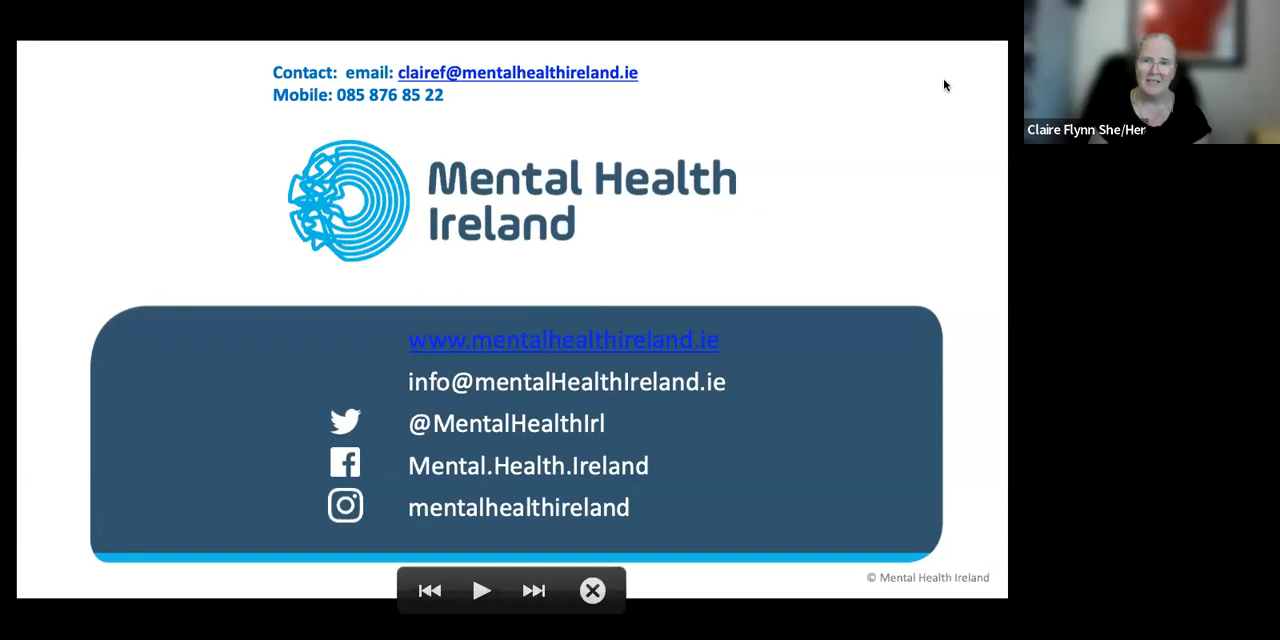 Contact: email: clairef@mentalhealthireland.ie
Mobile: 085 876 85 22
Mental Health
Ireland
www.mentalhealthireland.ie
info@mentalHealthIreland.ie
@MentalHealthIrl
Mental.Health.Ireland
mentalhealthireland
© Mental Health Ireland
Claire Flynn She/Her